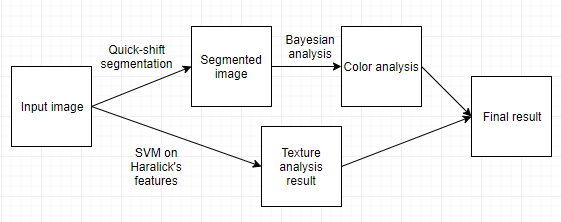 Input image
Quick-shift
segmentation
Segmented
image
Bayesian
analysis
Color analysis
SVM on
Haralick's
features
Texture
analysis
result
Final result